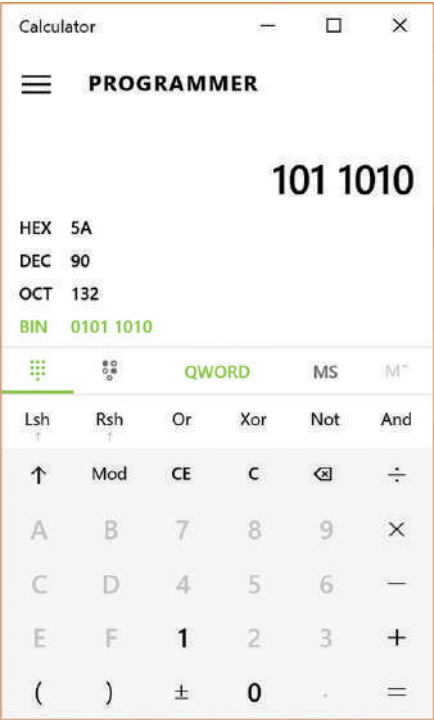 Calculator
PROGRAMMER
101 1010
HEX 5A
DEC 90
OCT 132
BIN 0101 1010
QWORD MS M˅
Lsh Rsh Or Xor Not And
↑ ↑
↑ Mod CE C ⌫ ÷
A B 7 8 9 ×
C D 4 5 6 −
E F 1 2 3 +
( ) ± 0 . =